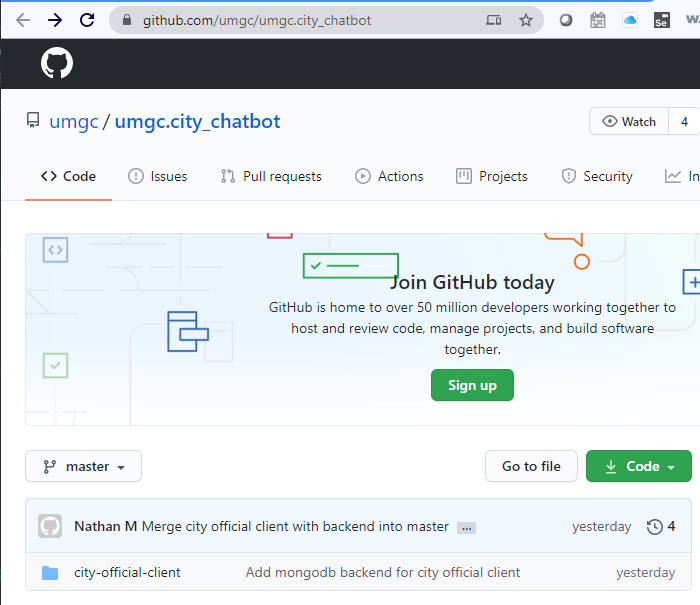 github.com/umgc/umgc.city_chatbot
Se
umgc / umgc.city_chatbot
Watch 4
Code Issues Pull requests Actions Projects Security In
Join GitHub today
GitHub is home to over 50 million developers working together to
host and review code, manage projects, and build software
together.
Sign up
master Go to file Code
Nathan M Merge city official client with backend into master ... yesterday 4
city-official-client Add mongodb backend for city official client yesterday